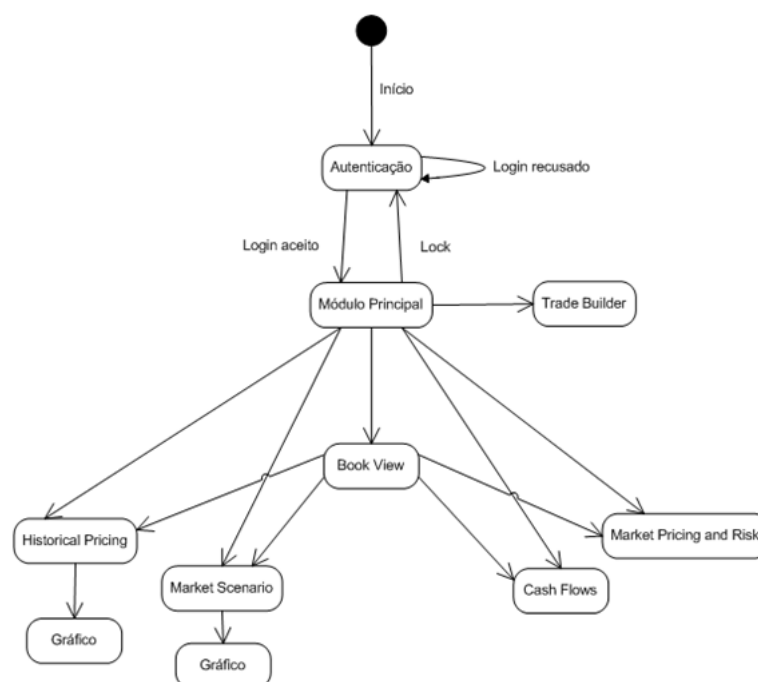 Início
Autenticação
Login recusado
Login aceito
Lock
Módulo Principal
Trade Builder
Book View
Historical Pricing
Market Pricing and Risk
Market Scenario
Cash Flows
Gráfico
Gráfico